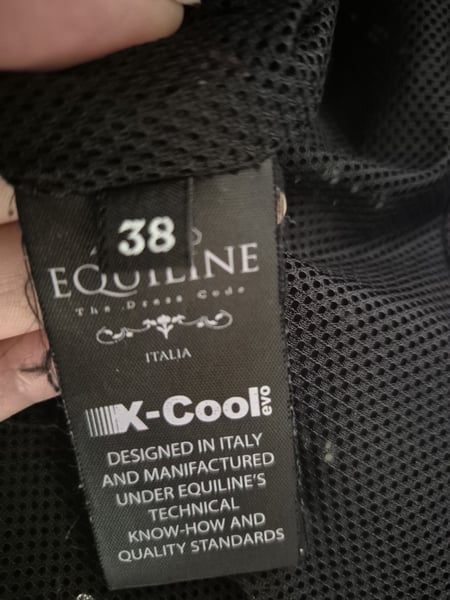 38
EQUILINE
The Dress Code
ITALIA
X-Cool evo
DESIGNED IN ITALY
AND MANIFACTURED
UNDER EQUILINE'S
TECHNICAL
KNOW-HOW AND
QUALITY STANDARDS